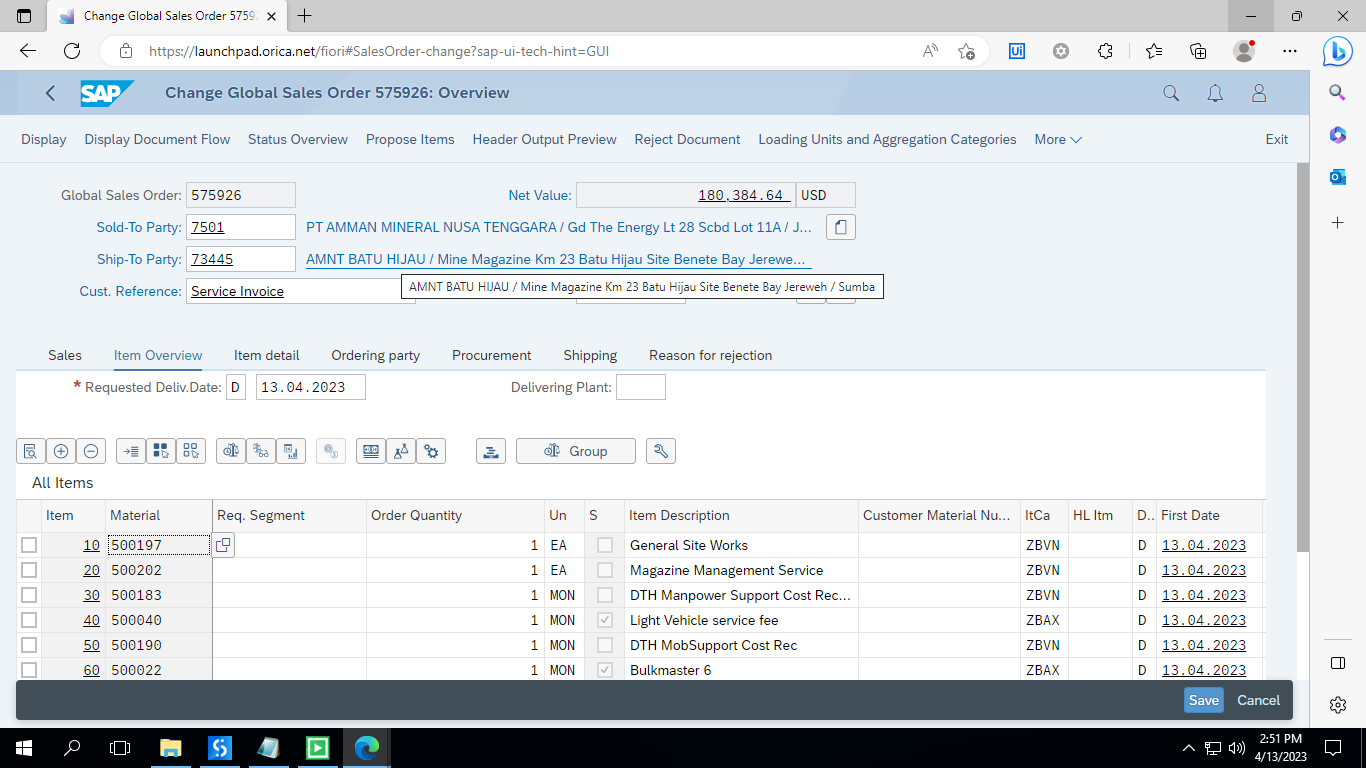 Change Global Sales Order 5759
https://launchpad.orica.net/fiori#SalesOrder-change?sap-ui-tech-hint=GUI
SAP Change Global Sales Order 575926: Overview
Display Display Document Flow Status Overview Propose Items Header Output Preview Reject Document Loading Units and Aggregation Categories More Exit
Global Sales Order: 575926 Net Value: 180,384.64 USD
Sold-To Party: 7501 PT AMMAN MINERAL NUSA TENGGARA / Gd The Energy Lt 28 Scbd Lot 11A / J...
Ship-To Party: 73445 AMNT BATU HIJAU / Mine Magazine Km 23 Batu Hijau Site Benete Bay Jerewe...
AMNT BATU HIJAU / Mine Magazine Km 23 Batu Hijau Site Benete Bay Jereweh / Sumba
Cust. Reference: Service Invoice
Sales Item Overview Item detail Ordering party Procurement Shipping Reason for rejection
* Requested Deliv.Date: D 13.04.2023 Delivering Plant:
Group
All Items
Item Material Req. Segment Order Quantity Un S Item Description Customer Material Nu... ItCa HL Itm D.. First Date
10 500197 1 EA General Site Works ZBVN D 13.04.2023
20 500202 1 EA Magazine Management Service ZBVN D 13.04.2023
30 500183 1 MON DTH Manpower Support Cost Rec... ZBVN D 13.04.2023
40 500040 1 MON Light Vehicle service fee ZBAX D 13.04.2023
50 500190 1 MON DTH MobSupport Cost Rec ZBVN D 13.04.2023
60 500022 1 MON Bulkmaster 6 ZBAX D 13.04.2023
Save Cancel
2:51 PM
4/13/2023